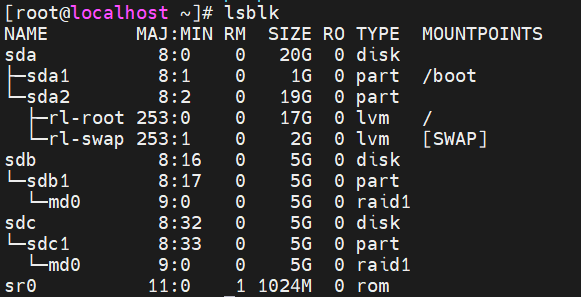 [root@localhost ~]# lsblk
NAME        MAJ:MIN RM  SIZE RO TYPE  MOUNTPOINTS
sda           8:0    0   20G  0 disk
├─sda1        8:1    0    1G  0 part  /boot
└─sda2        8:2    0   19G  0 part
  ├─rl-root 253:0    0   17G  0 lvm   /
  └─rl-swap 253:1    0    2G  0 lvm   [SWAP]
sdb           8:16   0    5G  0 disk
└─sdb1        8:17   0    5G  0 part
  └─md0       9:0    0    5G  0 raid1
sdc           8:32   0    5G  0 disk
└─sdc1        8:33   0    5G  0 part
  └─md0       9:0    0    5G  0 raid1
sr0          11:0    1 1024M  0 rom